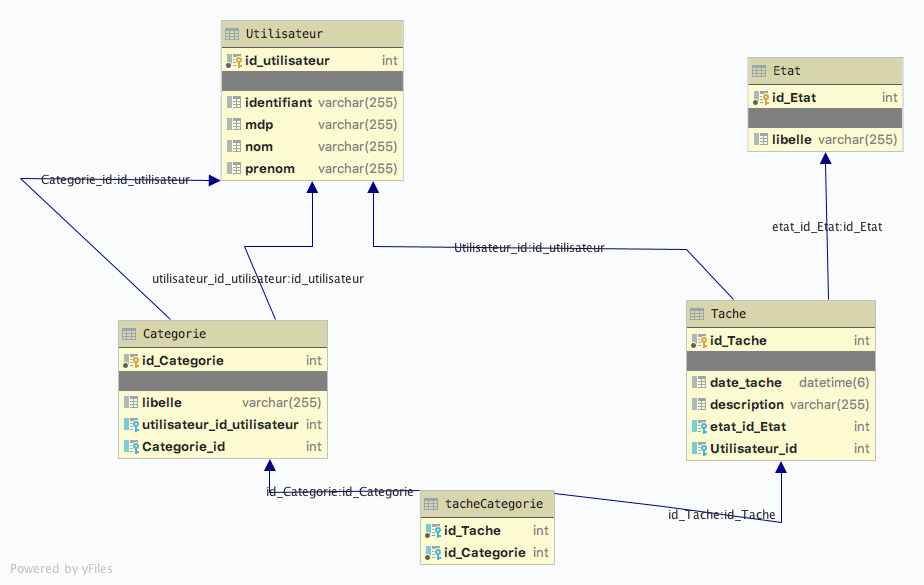 Utilisateur
id_utilisateur int
identifiant varchar(255)
mdp varchar(255)
nom varchar(255)
prenom varchar(255)
Etat
id_Etat int
libelle varchar(255)
Categorie_id:id_utilisateur
etat_id_Etat:id_Etat
Utilisateur_id:id_utilisateur
utilisateur_id_utilisateur:id_utilisateur
Categorie
id_Categorie int
libelle varchar(255)
utilisateur_id_utilisateur int
Categorie_id int
Tache
id_Tache int
date_tache datetime(6)
description varchar(255)
etat_id_Etat int
Utilisateur_id int
id_Categorie:id_Categorie
tacheCategorie
id_Tache int
id_Categorie int
id_Tache:id_Tache
Powered by yFiles